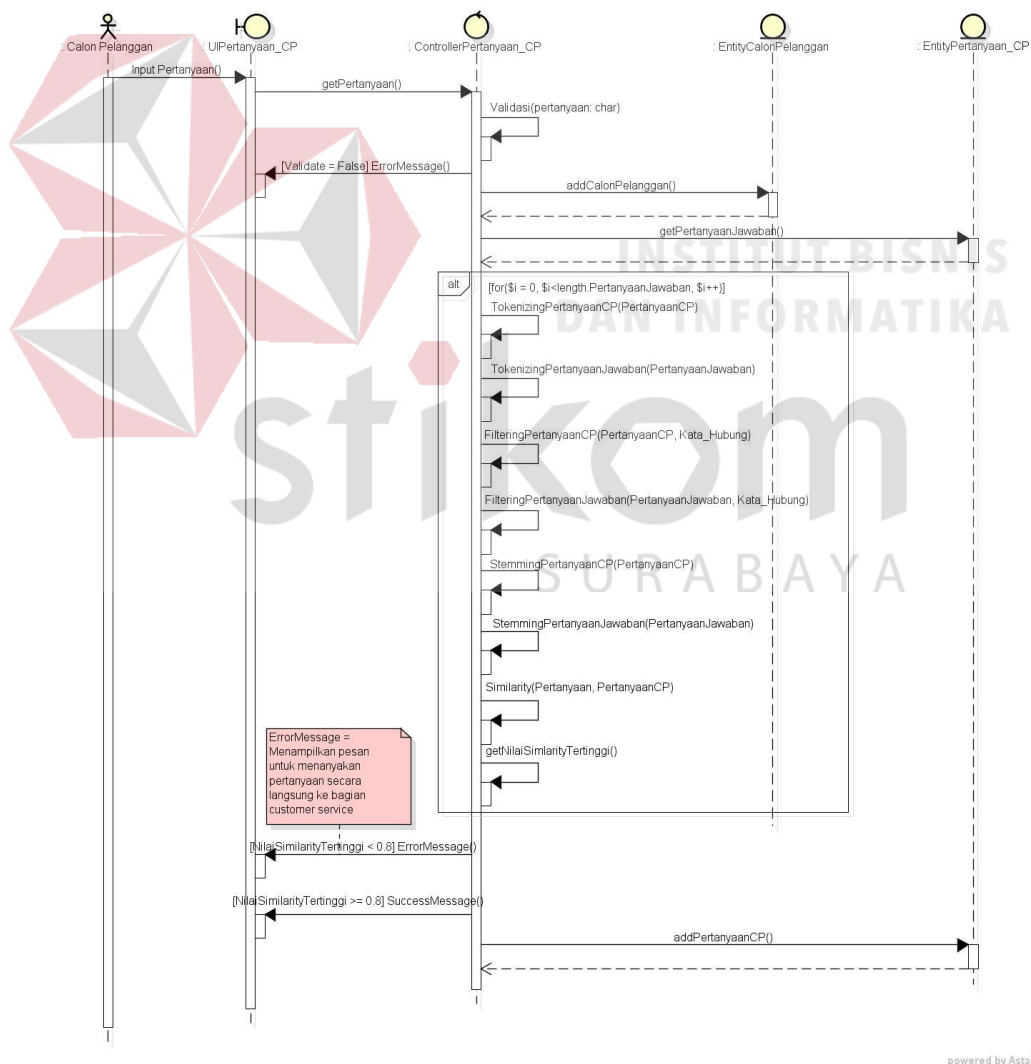 : Calon Pelanggan
: UIPertanyaan_CP
: ControllerPertanyaan_CP
: EntityCalonPelanggan
: EntityPertanyaan_CP
Input Pertanyaan()
getPertanyaan()
Validasi(pertanyaan: char)
[Validate = False] ErrorMessage()
addCalonPelanggan()
getPertanyaanJawaban()
INSTITUT BISNIS
DAN INFORMATIKA
alt
[for($i = 0, $i<length.PertanyaanJawaban, $i++)]
TokenizingPertanyaanCP(PertanyaanCP)
TokenizingPertanyaanJawaban(PertanyaanJawaban)
stikom
FilteringPertanyaanCP(PertanyaanCP, Kata_Hubung)
FilteringPertanyaanJawaban(PertanyaanJawaban, Kata_Hubung)
SURABAYA
StemmingPertanyaanCP(PertanyaanCP)
StemmingPertanyaanJawaban(PertanyaanJawaban)
Similarity(Pertanyaan, PertanyaanCP)
getNilaiSimlarityTertinggi()
ErrorMessage =
Menampilkan pesan
untuk menanyakan
pertanyaan secara
langsung ke bagian
customer service
[NilaiSimilarityTertinggi < 0.8] ErrorMessage()
[NilaiSimilarityTertinggi >= 0.8] SuccessMessage()
addPertanyaanCP()
powered by Asta